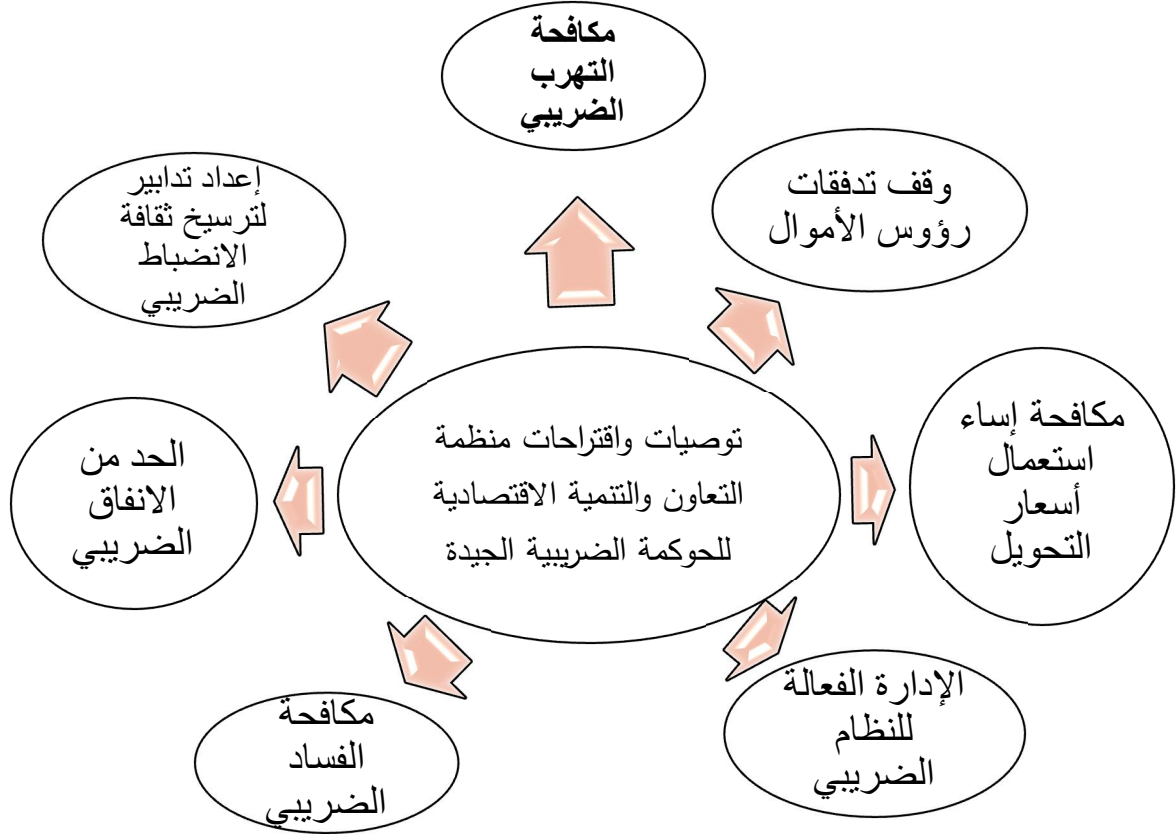 مكافحة
التهرب
الضريبي
وقف تدفقات
رؤوس الأموال
إعداد تدابير
لترسيخ ثقافة
الانضباط
الضريبي
مكافحة إساء
استعمال
أسعار
التحويل
توصيات واقتراحات منظمة
التعاون والتنمية الاقتصادية
للحوكمة الضريبية الجيدة
الحد من
الانفاق
الضريبي
الإدارة الفعالة
للنظام
الضريبي
مكافحة
الفساد
الضريبي